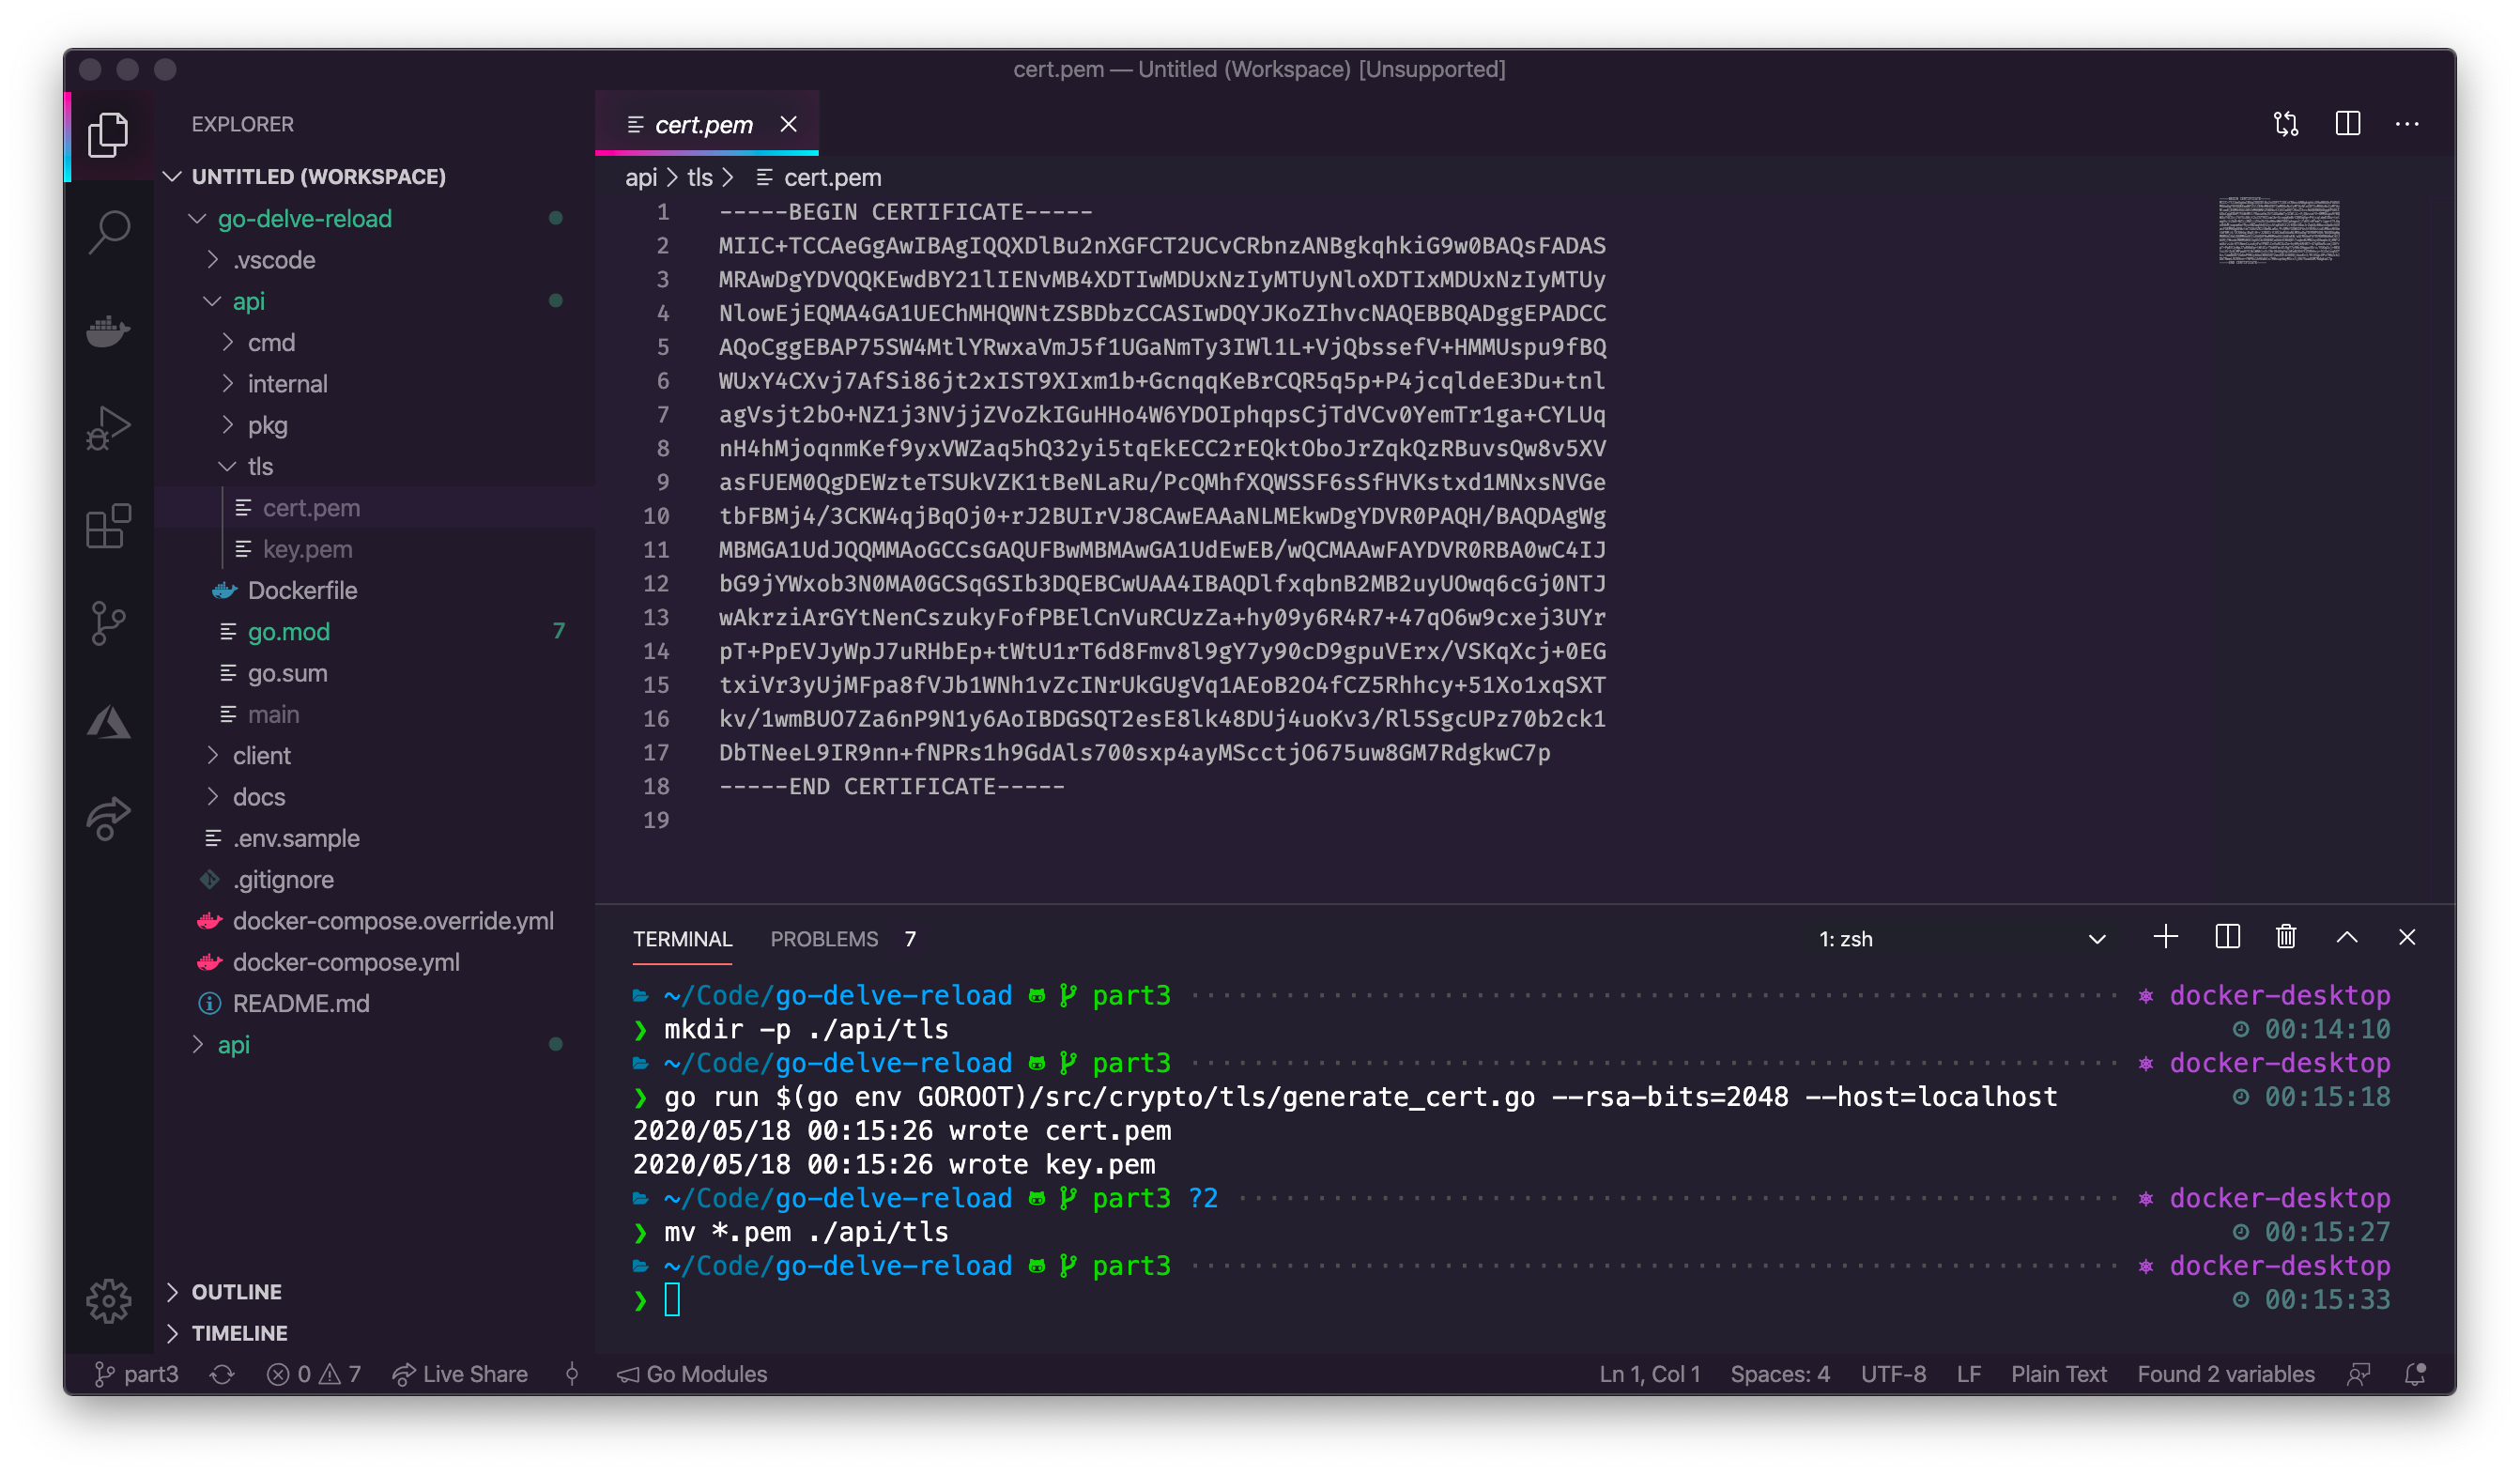 cert.pem — Untitled (Workspace) [Unsupported]
EXPLORER
UNTITLED (WORKSPACE)
go-delve-reload
.vscode
api
cmd
internal
pkg
tls
cert.pem
key.pem
Dockerfile
go.mod 7
go.sum
main
client
docs
.env.sample
.gitignore
docker-compose.override.yml
docker-compose.yml
README.md
api
OUTLINE
TIMELINE
cert.pem
api > tls > cert.pem
1 -----BEGIN CERTIFICATE-----
2 MIIC+TCCAeGgAwIBAgIQQXDlBu2nXGFCT2UCvCRbnzANBgkqhkiG9w0BAQsFADAS
3 MRAwDgYDVQQKEwdBY21lIENvMB4XDTIwMDUxNzIyMTUyNloXDTIxMDUxNzIyMTUy
4 NlowEjEQMA4GA1UEChMHQWNtZSBDbzCCASIwDQYJKoZIhvcNAQEBBQADggEPADCC
5 AQoCggEBAP75SW4MtlYRwxaVmJ5f1UGaNmTy3IWl1L+VjQbssefV+HMMUspu9fBQ
6 WUxY4CXvj7AfSi86jt2xIST9XIxm1b+GcnqqKeBrCQR5q5p+P4jcqldeE3Du+tnl
7 agVsjt2bO+NZ1j3NVjjZVoZkIGuHHo4W6YDOIphqpsCjTdVCv0YemTr1ga+CYLUq
8 nH4hMjoqnmKef9yxVWZaq5hQ32yi5tqEkECC2rEQktOboJrZqkQzRBuvsQw8v5XV
9 asFUEM0QgDEWzteTSUkVZK1tBeNLaRu/PcQMhfXQWSSF6sSfHVKstxd1MNxsNVGe
10 tbFBMj4/3CKW4qjBqOj0+rJ2BUIrVJ8CAwEAAaNLMEkwDgYDVR0PAQH/BAQDAgWg
11 MBMGA1UdJQQMMAoGCCsGAQUFBwMBMAwGA1UdEwEB/wQCMAAwFAYDVR0RBA0wC4IJ
12 bG9jYWxob3N0MA0GCSqGSIb3DQEBCwUAA4IBAQDlfxqbnB2MB2uyUOwq6cGj0NTJ
13 wAkrziArGYtNenCszukyFofPBElCnVuRCUzZa+hy09y6R4R7+47qO6w9cxej3UYr
14 pT+PpEVJyWpJ7uRHbEp+tWtU1rT6d8Fmv8l9gY7y90cD9gpuVErx/VSKqXcj+0EG
15 txiVr3yUjMFpa8fVJb1WNh1vZcINrUkGUgVq1AEoB2O4fCZ5Rhhcy+51Xo1xqSXT
16 kv/1wmBUO7Za6nP9N1y6AoIBDGSQT2esE8lk48DUj4uoKv3/Rl5SgcUPz70b2ck1
17 DbTNeeL9IR9nn+fNPRs1h9GdAls700sxp4ayMScctjO675uw8GM7RdgkwC7p
18 -----END CERTIFICATE-----
19
TERMINAL PROBLEMS 7 1: zsh
~/Code/go-delve-reload part3 docker-desktop
❯ mkdir -p ./api/tls 00:14:10
~/Code/go-delve-reload part3 docker-desktop
❯ go run $(go env GOROOT)/src/crypto/tls/generate_cert.go --rsa-bits=2048 --host=localhost 00:15:18
2020/05/18 00:15:26 wrote cert.pem
2020/05/18 00:15:26 wrote key.pem
~/Code/go-delve-reload part3 ?2 docker-desktop
❯ mv *.pem ./api/tls 00:15:27
~/Code/go-delve-reload part3 docker-desktop
❯ 00:15:33
part3 0 7 Live Share Go Modules Ln 1, Col 1 Spaces: 4 UTF-8 LF Plain Text Found 2 variables